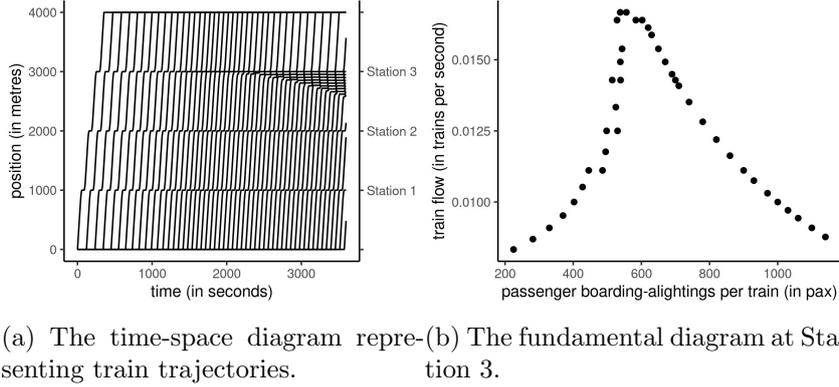 4000
3000
2000
1000
0
position (in metres)
Station 3
Station 2
Station 1
0 1000 2000 3000
time (in seconds)
train flow (in trains per second)
0.0150
0.0125
0.0100
200 400 600 800 1000
passenger boarding-alightings per train (in pax)
(a) The time-space diagram repre-
senting train trajectories.
(b) The fundamental diagram at Sta
tion 3.